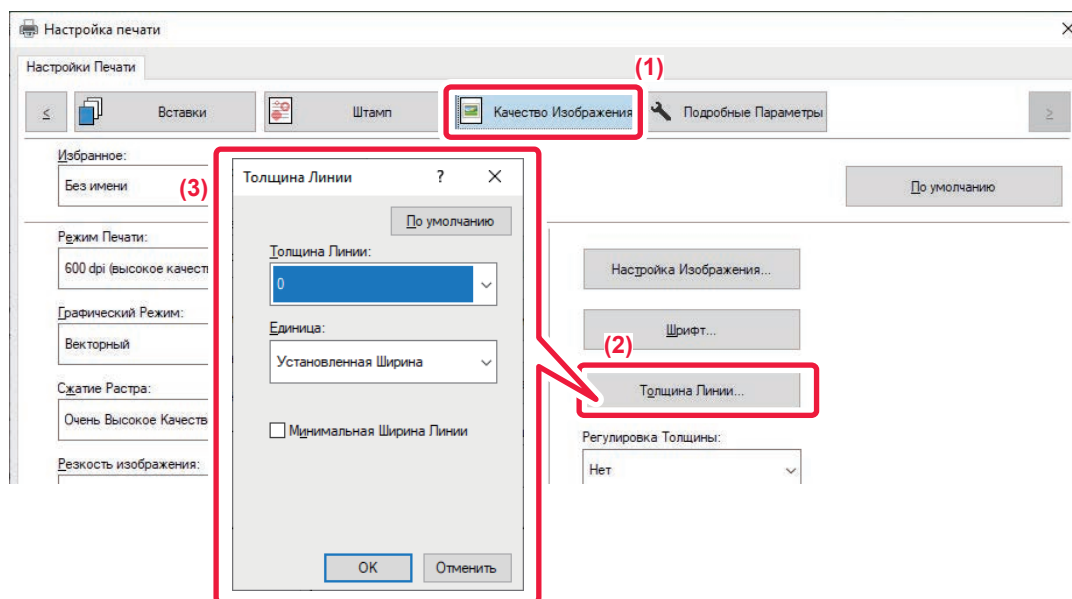 Настройка печати
Настройки Печати
(1)
<
Вставки
Штамп
Качество Изображения
Подробные Параметры
>
Избранное:
Без имени
По умолчанию
(3)
Толщина Линии
?
По умолчанию
Толщина Линии:
0
Единица:
Установленная Ширина
Минимальная Ширина Линии
OK
Отменить
Режим Печати:
600 dpi (высокое
Графический Режим:
Векторный
Сжатие Растра:
Очень Высокое
Резкость изображения:
Настройка Изображения...
Шрифт...
(2)
Толщина Линии...
Регулировка Толщины:
Нет